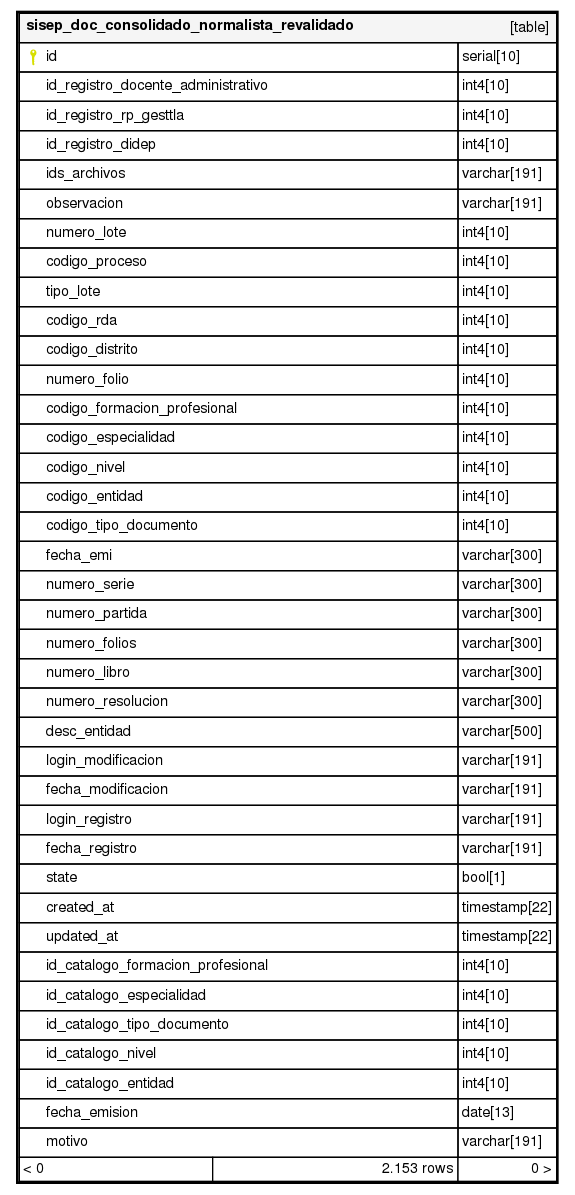 sisep_doc_consolidado_normalista_revalidado [table]
id serial[10]
id_registro_docente_administrativo int4[10]
id_registro_rp_gesttla int4[10]
id_registro_didep int4[10]
ids_archivos varchar[191]
observacion varchar[191]
numero_lote int4[10]
codigo_proceso int4[10]
tipo_lote int4[10]
codigo_rda int4[10]
codigo_distrito int4[10]
numero_folio int4[10]
codigo_formacion_profesional int4[10]
codigo_especialidad int4[10]
codigo_nivel int4[10]
codigo_entidad int4[10]
codigo_tipo_documento int4[10]
fecha_emi varchar[300]
numero_serie varchar[300]
numero_partida varchar[300]
numero_folios varchar[300]
numero_libro varchar[300]
numero_resolucion varchar[300]
desc_entidad varchar[500]
login_modificacion varchar[191]
fecha_modificacion varchar[191]
login_registro varchar[191]
fecha_registro varchar[191]
state bool[1]
created_at timestamp[22]
updated_at timestamp[22]
id_catalogo_formacion_profesional int4[10]
id_catalogo_especialidad int4[10]
id_catalogo_tipo_documento int4[10]
id_catalogo_nivel int4[10]
id_catalogo_entidad int4[10]
fecha_emision date[13]
motivo varchar[191]
< 0 2.153 rows 0 >